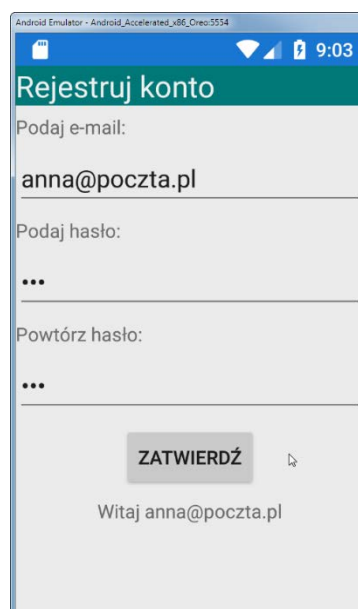 Android Emulator - Android_Accelerated_x86_Oreo:5554
9:03
Rejestruj konto
Podaj e-mail:
anna@poczta.pl
Podaj hasło:
•••
Powtórz hasło:
•••
ZATWIERDŹ
Witaj anna@poczta.pl